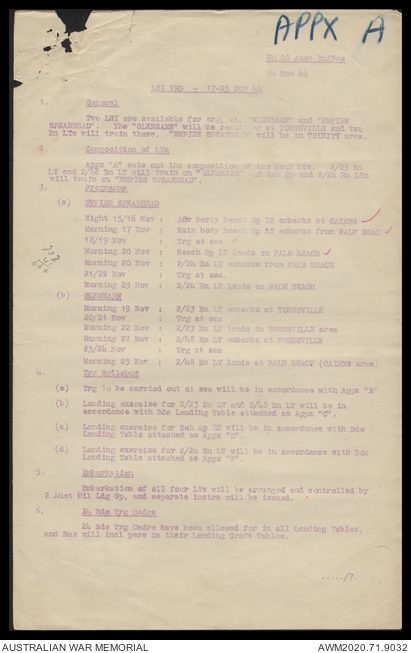 APPX A
HQ 26 Aust Inf Bde
14 Nov 44
LSI TRG - 17-25 NOV 44
1. General
Two LSI are available for trg, viz "GLENEARN" and "EMPIRE
SPEARHEAD". The "GLENEARN" will be at TOWNSVILLE and two
Bn LTs will train there. "EMPIRE SPEARHEAD" will be in TRINITY area.
2. Composition of LTs
Appx "A" sets out the composition of the four LTs. 2/23 Bn
LT and 2/48 Bn LT will train on "GLENEARN" and Bch Gp and 2/24 Bn LTs
will train on "EMPIRE SPEARHEAD".
3. Programme
(a) EMPIRE SPEARHEAD
Night 15/16 Nov : Adv Party Beach Gp LT embarks at CAIRNS
Morning 17 Nov : Main body Beach Gp LT embarks from PALM BEACH
18/19 Nov : Trg at sea
Morning 20 Nov : Beach Gp LT lands on PALM BEACH
Morning 20 Nov : 2/24 Bn LT embarks from PALM BEACH
21/22 Nov : Trg at sea.
Morning 23 Nov : 2/24 Bn LT lands on PALM BEACH
(b) GLENEARN
Morning 19 Nov : 2/23 Bn LT embarks at TOWNSVILLE
20/21 Nov : Trg at sea
Morning 22 Nov : 2/23 Bn LT lands in TOWNSVILLE area
Morning 22 Nov : 2/48 Bn LT embarks at TOWNSVILLE
23/24 Nov : Trg at sea
Morning 25 Nov : 2/48 Bn LT lands at PALM BEACH (CAIRNS area)
4. Trg Syllabus
(a) Trg to be carried out at sea will be in accordance with Appx "B"
(b) Landing exercise for 2/23 Bn LT and 2/48 Bn LT will be in
accordance with Bde Landing Table attached as Appx "C".
(c) Landing exercise for Bch Gp LT will be in accordance with Bde
Landing Table attached as Appx "D".
(d) Landing exercise for 2/24 Bn LT will be in accordance with Bde
Landing Table attached as Appx "E".
5. Embarkation
Embarkation of all four LTs will be arranged and controlled by
2 Aust Mil Ldg Gp, and separate instrs will be issued.
6. 24 Bde Trg Cadre
24 Bde Trg Cadre have been allowed for in all Landing Tables,
and Bns will incl pers in their Landing Craft Tables.
AUSTRALIAN WAR MEMORIAL
AWM2020.71.9032